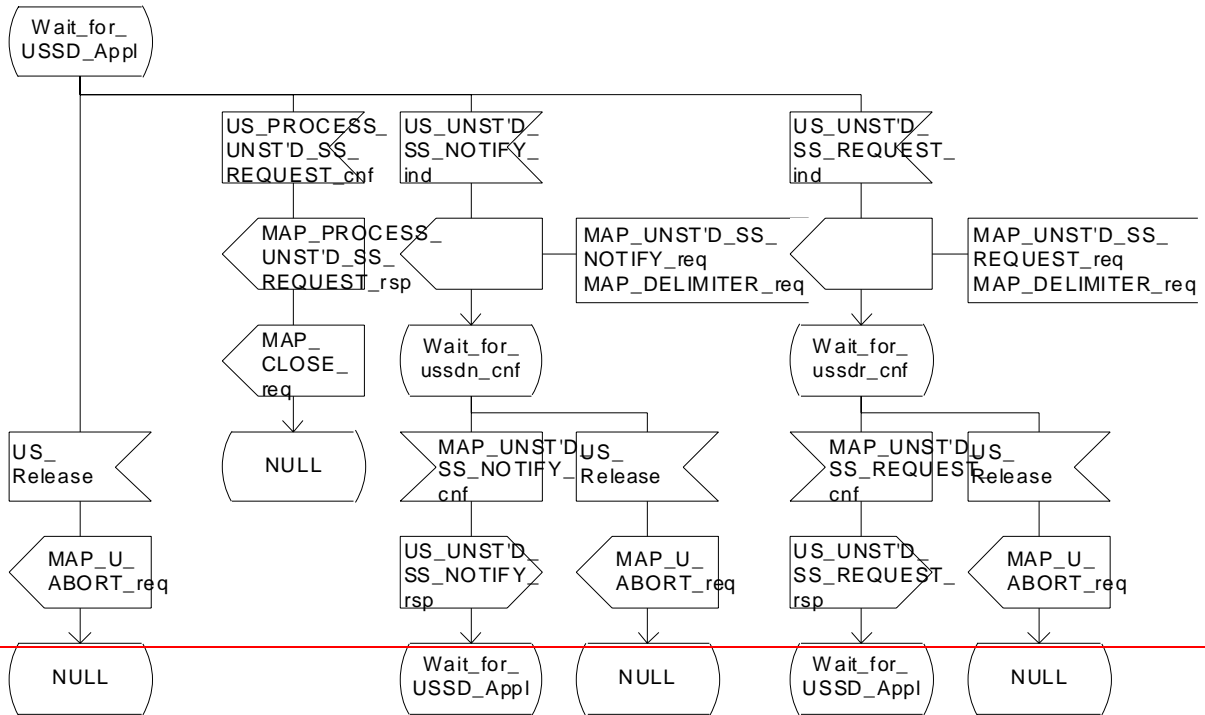 Wait_for_
USSD_Appl
US_PROCESS_
UNST'D_SS_
REQUEST_cnf
US_UNST'D_
SS_NOTIFY_
ind
US_UNST'D_
SS_REQUEST_
ind
MAP_PROCESS_
UNST'D_SS_
REQUEST_rsp
MAP_UNST'D_SS_
NOTIFY_req
MAP_DELIMITER_req
MAP_UNST'D_SS_
REQUEST_req
MAP_DELIMITER_req
MAP_
CLOSE_
req
Wait_for_
ussdn_cnf
Wait_for_
ussdr_cnf
US_
Release
NULL
MAP_UNST'D_
SS_NOTIFY_
cnf
US_
Release
MAP_UNST'D_
SS_REQUEST_
cnf
US_
Release
MAP_U_
ABORT_req
US_UNST'D_
SS_NOTIFY_
rsp
MAP_U_
ABORT_req
US_UNST'D_
SS_REQUEST_
rsp
MAP_U_
ABORT_req
NULL
Wait_for_
USSD_Appl
NULL
Wait_for_
USSD_Appl
NULL